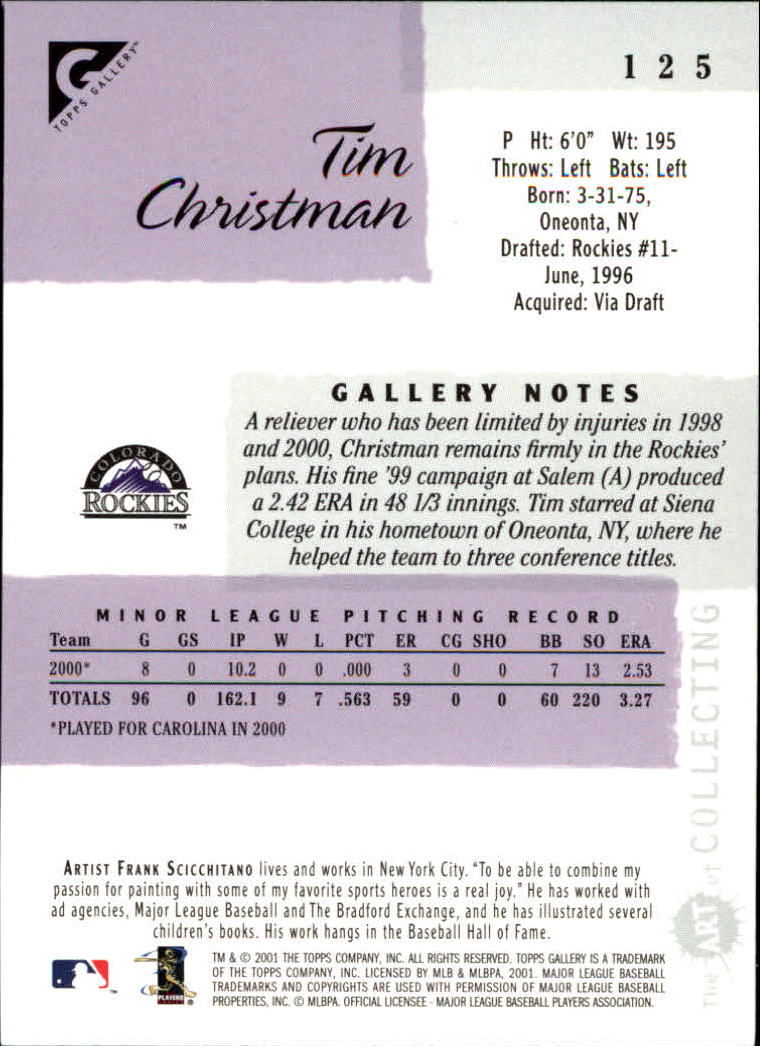 1 2 5
G
TOPPS GALLERY™
Tim
Christman
P Ht: 6'0" Wt: 195
Throws: Left Bats: Left
Born: 3-31-75,
Oneonta, NY
Drafted: Rockies #11-
June, 1996
Acquired: Via Draft
GALLERY NOTES
A reliever who has been limited by injuries in 1998
and 2000, Christman remains firmly in the Rockies'
plans. His fine '99 campaign at Salem (A) produced
a 2.42 ERA in 48 1/3 innings. Tim starred at Siena
College in his hometown of Oneonta, NY, where he
helped the team to three conference titles.
COLORADO
ROCKIES
™
MINOR LEAGUE PITCHING RECORD
Team G GS IP W L PCT ER CG SHO BB SO ERA
2000* 8 0 10.2 0 0 .000 3 0 0 7 13 2.53
TOTALS 96 0 162.1 9 7 .563 59 0 0 60 220 3.27
*PLAYED FOR CAROLINA IN 2000
The ART of COLLECTING
ARTIST FRANK SCICCHITANO lives and works in New York City. "To be able to combine my
passion for painting with some of my favorite sports heroes is a real joy." He has worked with
ad agencies, Major League Baseball and The Bradford Exchange, and he has illustrated several
children's books. His work hangs in the Baseball Hall of Fame.
TM & © 2001 THE TOPPS COMPANY, INC. ALL RIGHTS RESERVED. TOPPS GALLERY IS A TRADEMARK
OF THE TOPPS COMPANY, INC. LICENSED BY MLB & MLBPA, 2001. MAJOR LEAGUE BASEBALL
TRADEMARKS AND COPYRIGHTS ARE USED WITH PERMISSION OF MAJOR LEAGUE BASEBALL
PROPERTIES, INC. © MLBPA. OFFICIAL LICENSEE - MAJOR LEAGUE BASEBALL PLAYERS ASSOCIATION.
™
PLAYERS
®